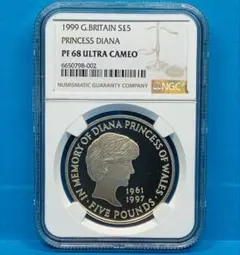 1999 G.BRITAIN S£5
PRINCESS DIANA
PF 68 ULTRA CAMEO
6650798-002
NUMISMATIC GUARANTY COMPANY
NGC
IN MEMORY OF DIANA PRINCESS OF WALES
1961
1997
FIVE POUNDS